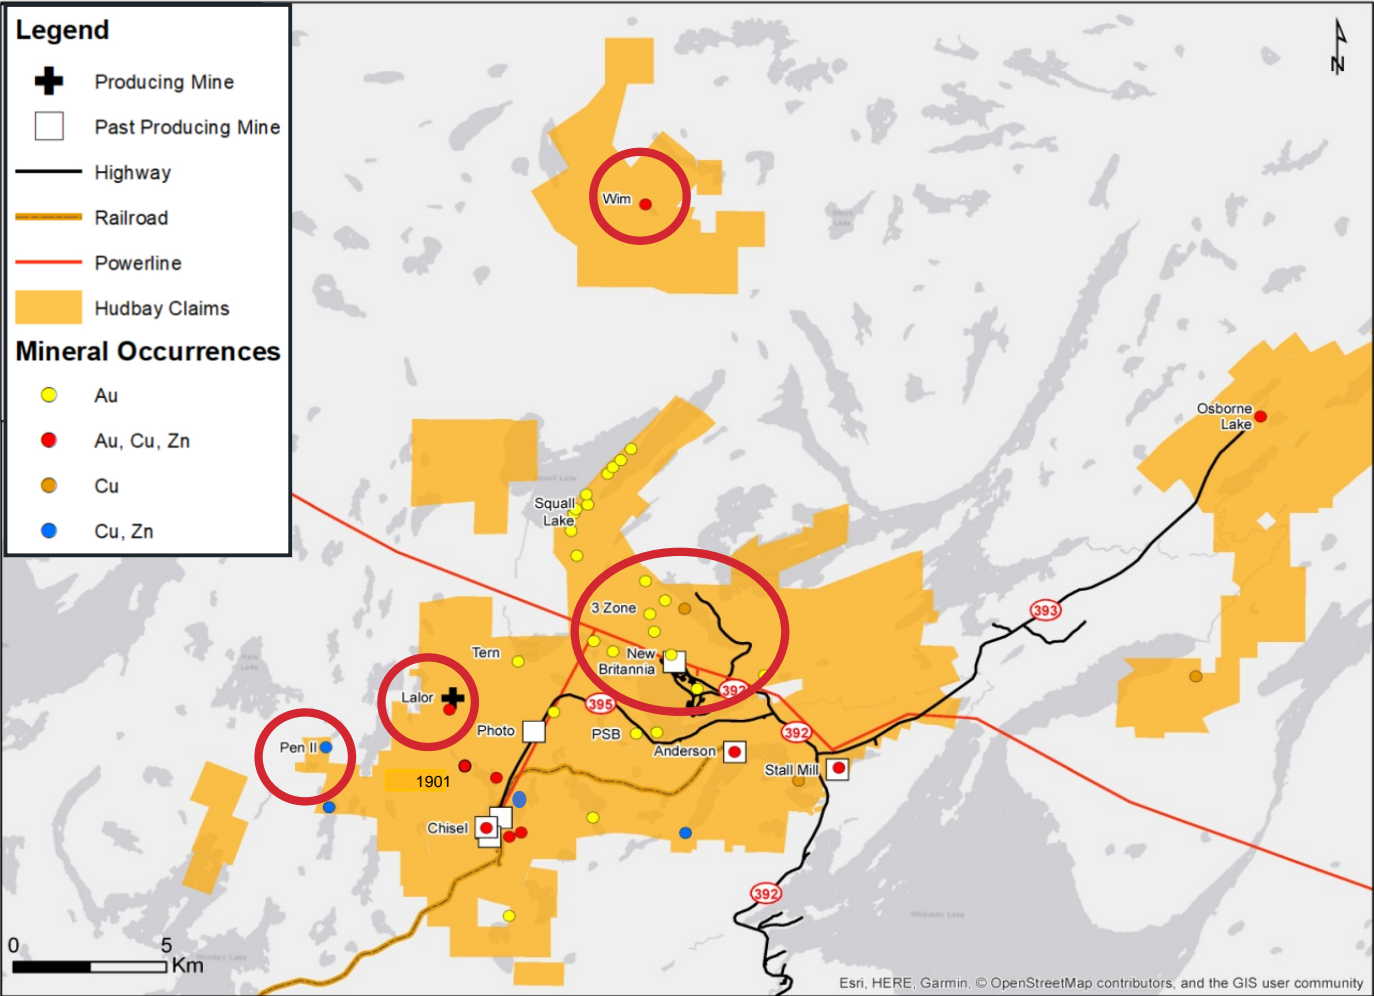 Legend
Producing Mine
Past Producing Mine
Highway
Railroad
Powerline
Hudbay Claims
Mineral Occurrences
Au
Au, Cu, Zn
Cu
Cu, Zn
N
Wim
Osborne
Lake
Squall Lake
Squall
Lake
3 Zone
393
New
Britannia
Tern
Lalor
392
395
Photo
PSB
392
Anderson
Pen II
Stall Mill
1901
Chisel
392
0 5
Km
Esri, HERE, Garmin, © OpenStreetMap contributors, and the GIS user community